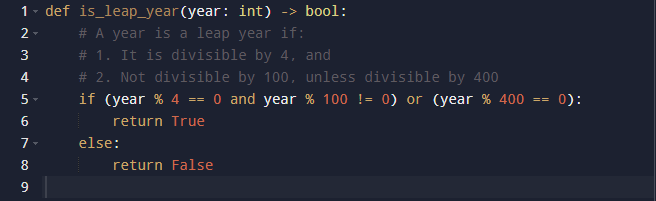 1 def is_leap_year(year: int) -> bool:
2     # A year is a leap year if:
3     # 1. It is divisible by 4, and
4     # 2. Not divisible by 100, unless divisible by 400
5     if (year % 4 == 0 and year % 100 != 0) or (year % 400 == 0):
6         return True
7     else:
8         return False
9